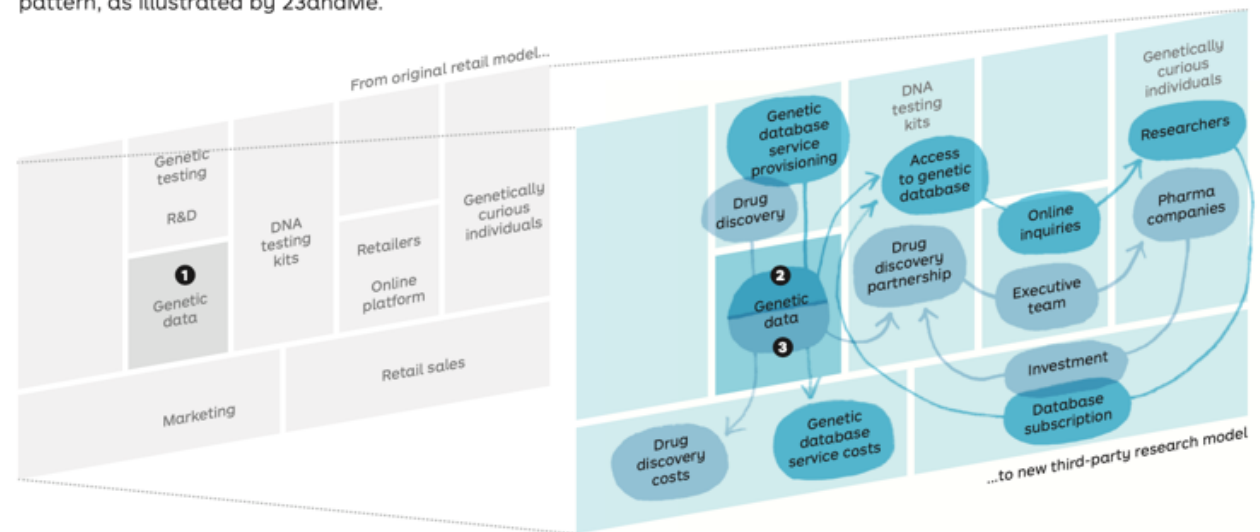 pattern, as illustrated by 23andMe.
From original retail model...
Genetic
testing
R&D
1
Genetic
data
DNA
testing
kits
Retailers
Online
platform
Genetically
curious
individuals
Marketing
Retail sales
Genetic
database
service
provisioning
Drug
discovery
2
Genetic
data
3
DNA
testing
kits
Access
to genetic
database
Drug
discovery
partnership
Online
inquiries
Executive
team
Genetically
curious
individuals
Researchers
Pharma
companies
Drug
discovery
costs
Genetic
database
service costs
Investment
Database
subscription
...to new third-party research model